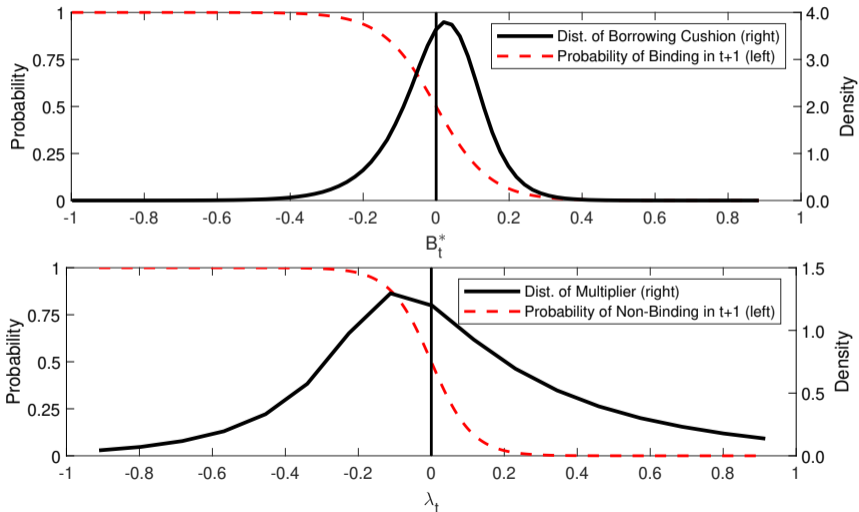 1 4.0
Dist. of Borrowing Cushion (right)
Probability of Binding in t+1 (left)
0.75 3.0
Probability 0.5 2.0 Density
0.25 1.0
0 0.0
-1 -0.8 -0.6 -0.4 -0.2 0 0.2 0.4 0.6 0.8 1
B*t
1 1.5
Dist. of Multiplier (right)
Probability of Non-Binding in t+1 (left)
0.75 1.0
Probability 0.5 Density
0.25 0.5
0 0.0
-1 -0.8 -0.6 -0.4 -0.2 0 0.2 0.4 0.6 0.8 1
λt